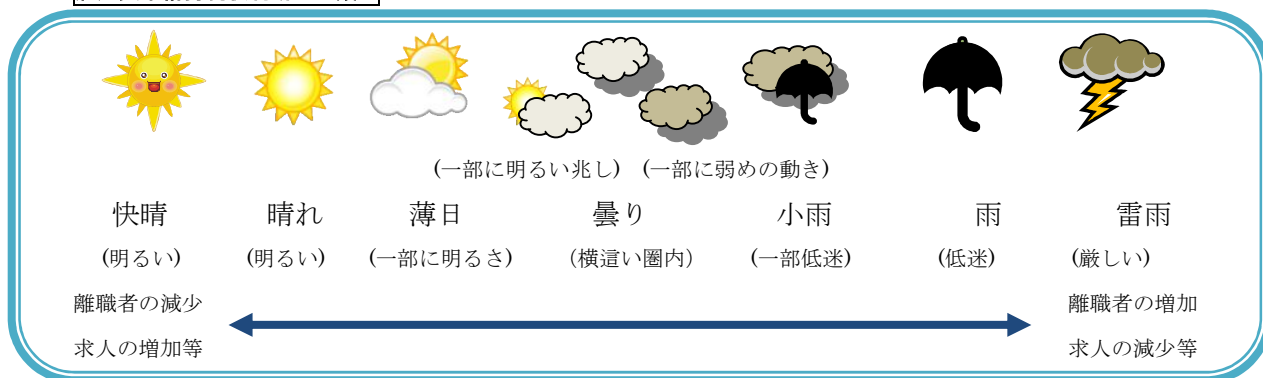 (一部に明るい兆し) (一部に弱めの動き)
快晴 晴れ 薄日 曇り 小雨 雨 雷雨
(明るい) (明るい) (一部に明るさ) (横這い圏内) (一部低迷) (低迷) (厳しい)
離職者の減少 離職者の増加
求人の増加等 求人の減少等